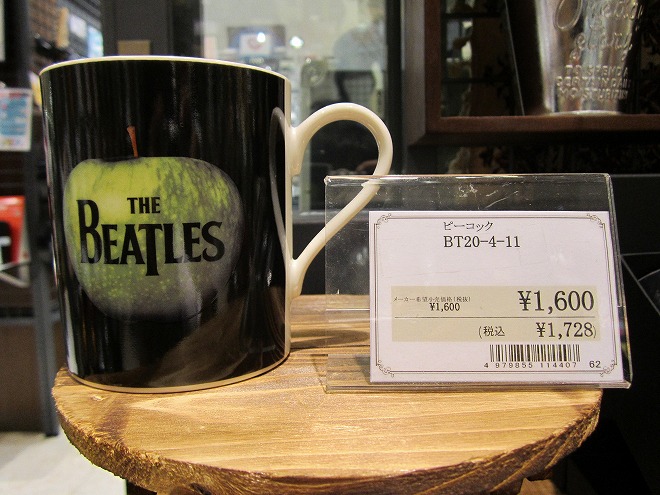 THE
BEATLES
ピーコック
BT20-4-11
メーカー希望小売価格(税抜)
¥1,600
¥1,600
(税込 ¥1,728)
4 979855 114407
62